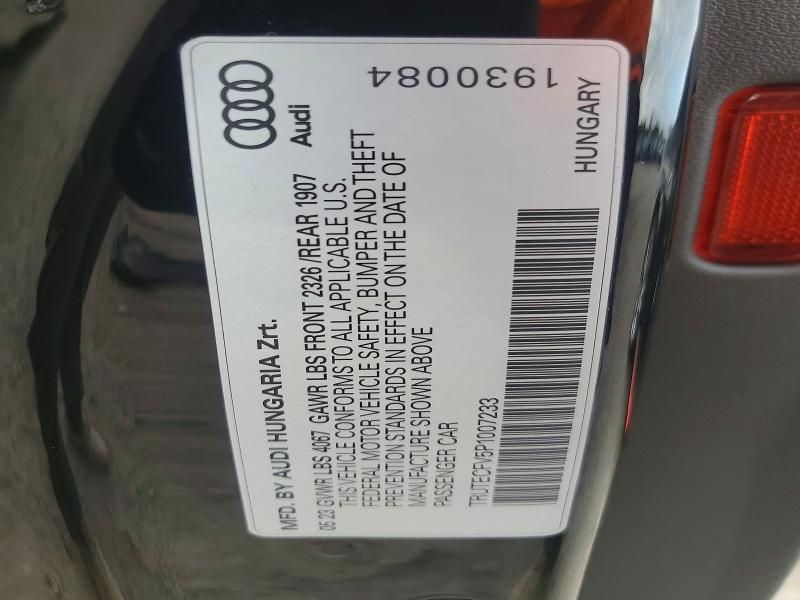 Audi
MFD. BY AUDI HUNGARIA Zrt.
05 23 GVWR LBS 4067 GAWR LBS FRONT 2326 /REAR 1907
THIS VEHICLE CONFORMS TO ALL APPLICABLE U.S.
FEDERAL MOTOR VEHICLE SAFETY, BUMPER AND THEFT
PREVENTION STANDARDS IN EFFECT ON THE DATE OF
MANUFACTURE SHOWN ABOVE
PASSENGER CAR
TRUTECFV5P1007233
HUNGARY
1930084